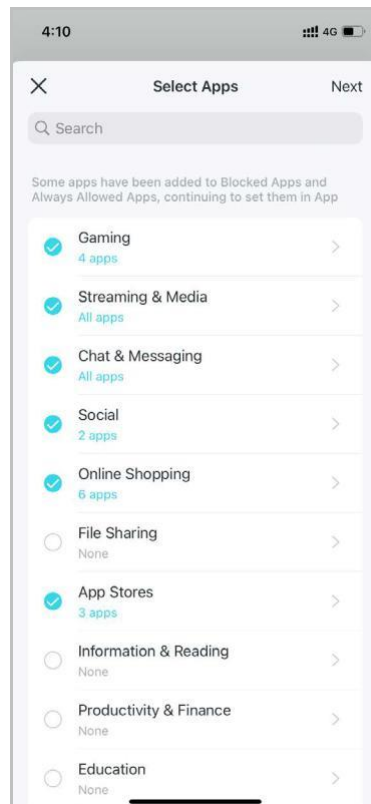 4:10
4G
Select Apps
Next
Search
Some apps have been added to Blocked Apps and
Always Allowed Apps, continuing to set them in App
Gaming
4 apps
Streaming & Media
All apps
Chat & Messaging
All apps
Social
2 apps
Online Shopping
6 apps
File Sharing
None
App Stores
3 apps
Information & Reading
None
Productivity & Finance
None
Education
None